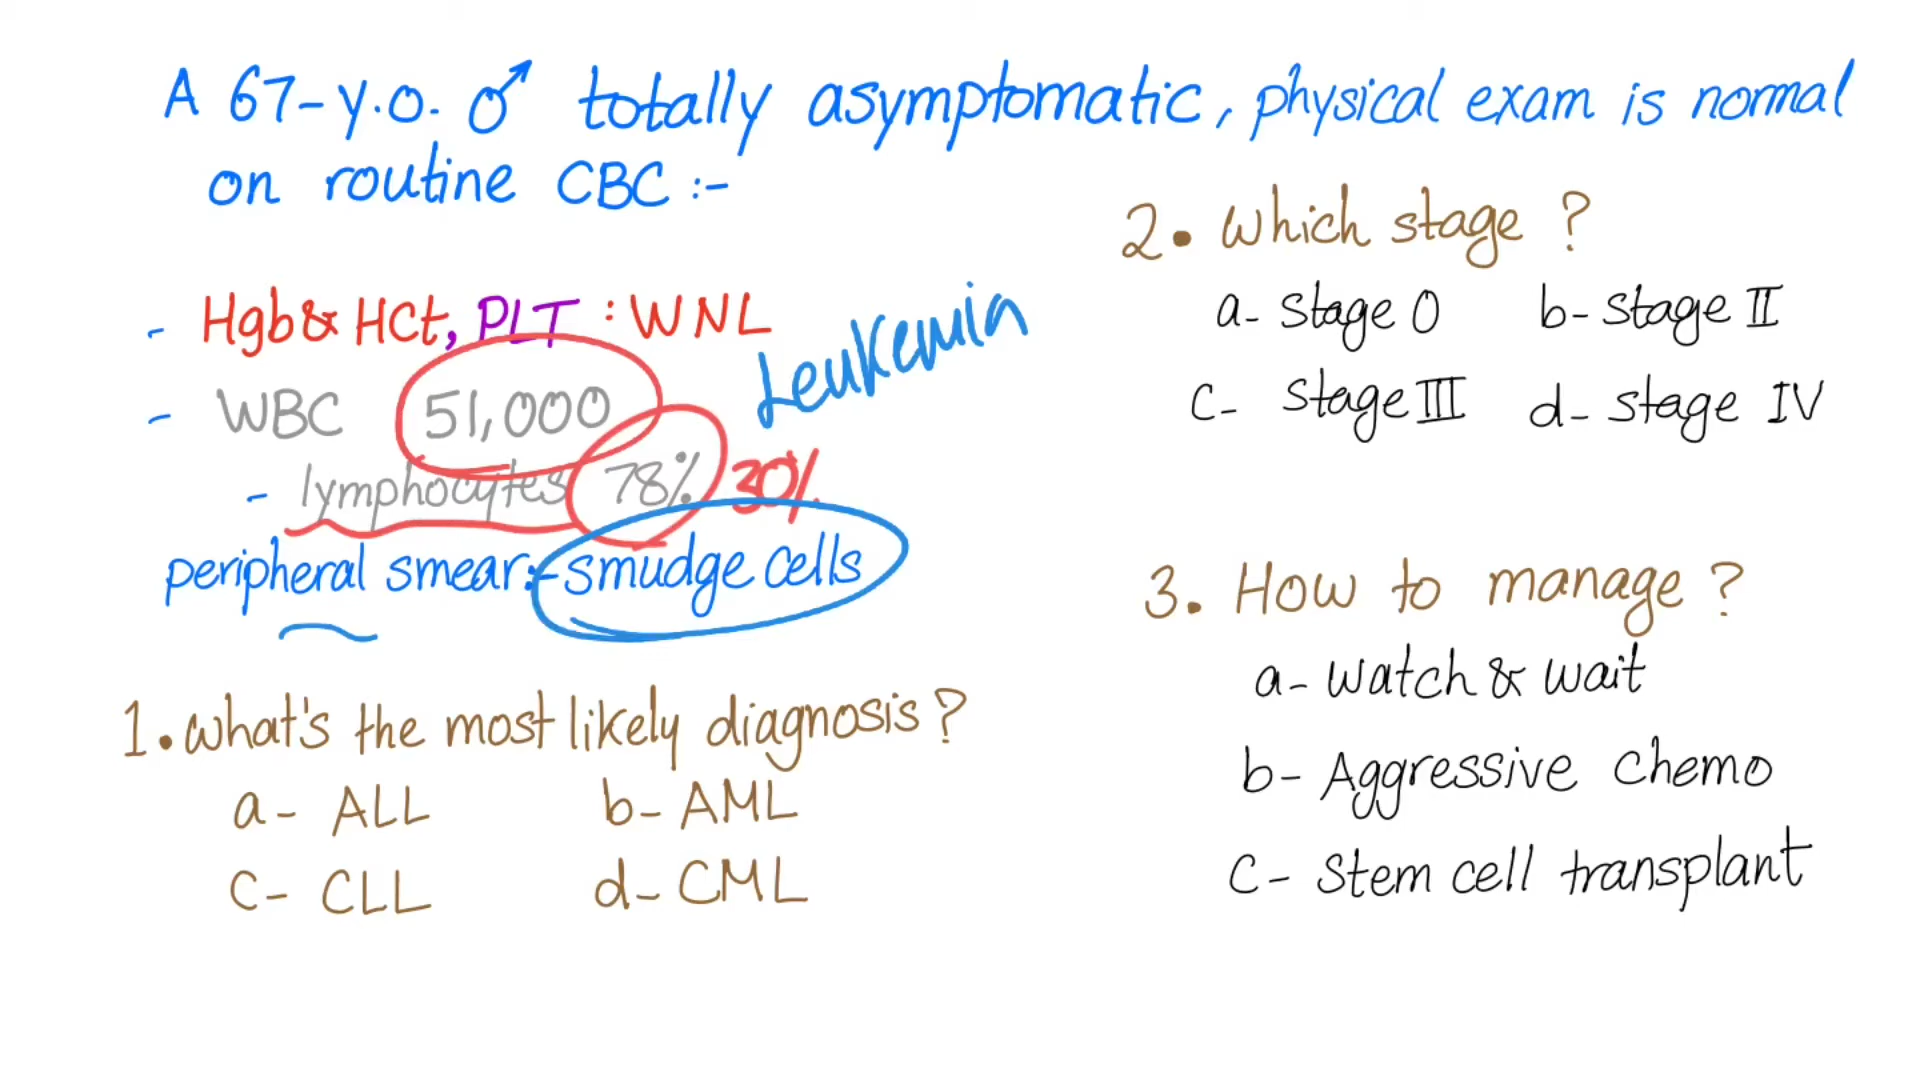 A 67-y.o. ♂ totally asymptomatic, physical exam is normal
on routine CBC :-
- Hgb & HCt, PLT : WNL
- WBC 51,000
Leukemia
- lymphocytes 78% 30%
peripheral smear:- smudge cells
1. What's the most likely diagnosis?
a- ALL b- AML
C- CLL d- CML
2. Which stage ?
a- Stage 0 b- Stage II
C- Stage III d- Stage IV
3. How to manage ?
a- Watch & wait
b- Aggressive chemo
C- Stem cell transplant